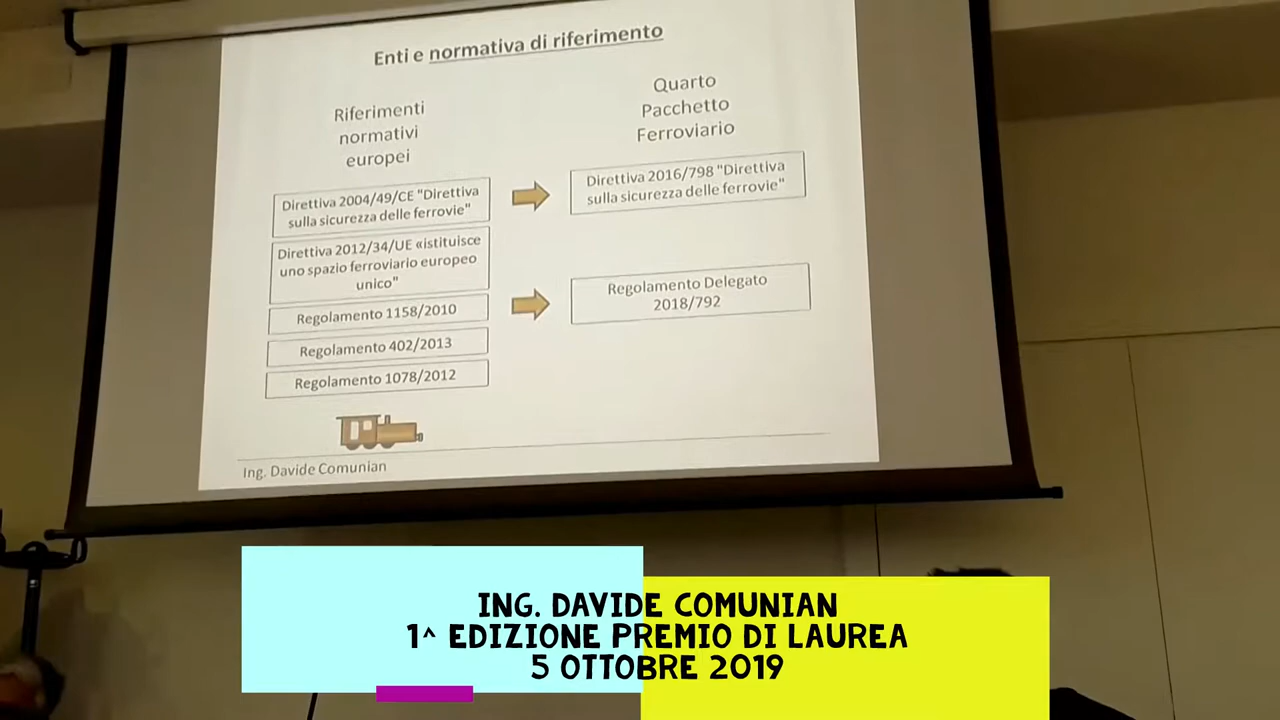 Enti e normativa di riferimento
Riferimenti
normativi
europei
Quarto
Pacchetto
Ferroviario
Direttiva 2004/49/CE "Direttiva
sulla sicurezza delle ferrovie"
Direttiva 2016/798 "Direttiva
sulla sicurezza delle ferrovie"
Direttiva 2012/34/UE «istituisce
uno spazio ferroviario europeo
unico"
Regolamento 1158/2010
Regolamento Delegato
2018/792
Regolamento 402/2013
Regolamento 1078/2012
Ing. Davide Comunian
ING. DAVIDE COMUNIAN
1^ EDIZIONE PREMIO DI LAUREA
5 OTTOBRE 2019